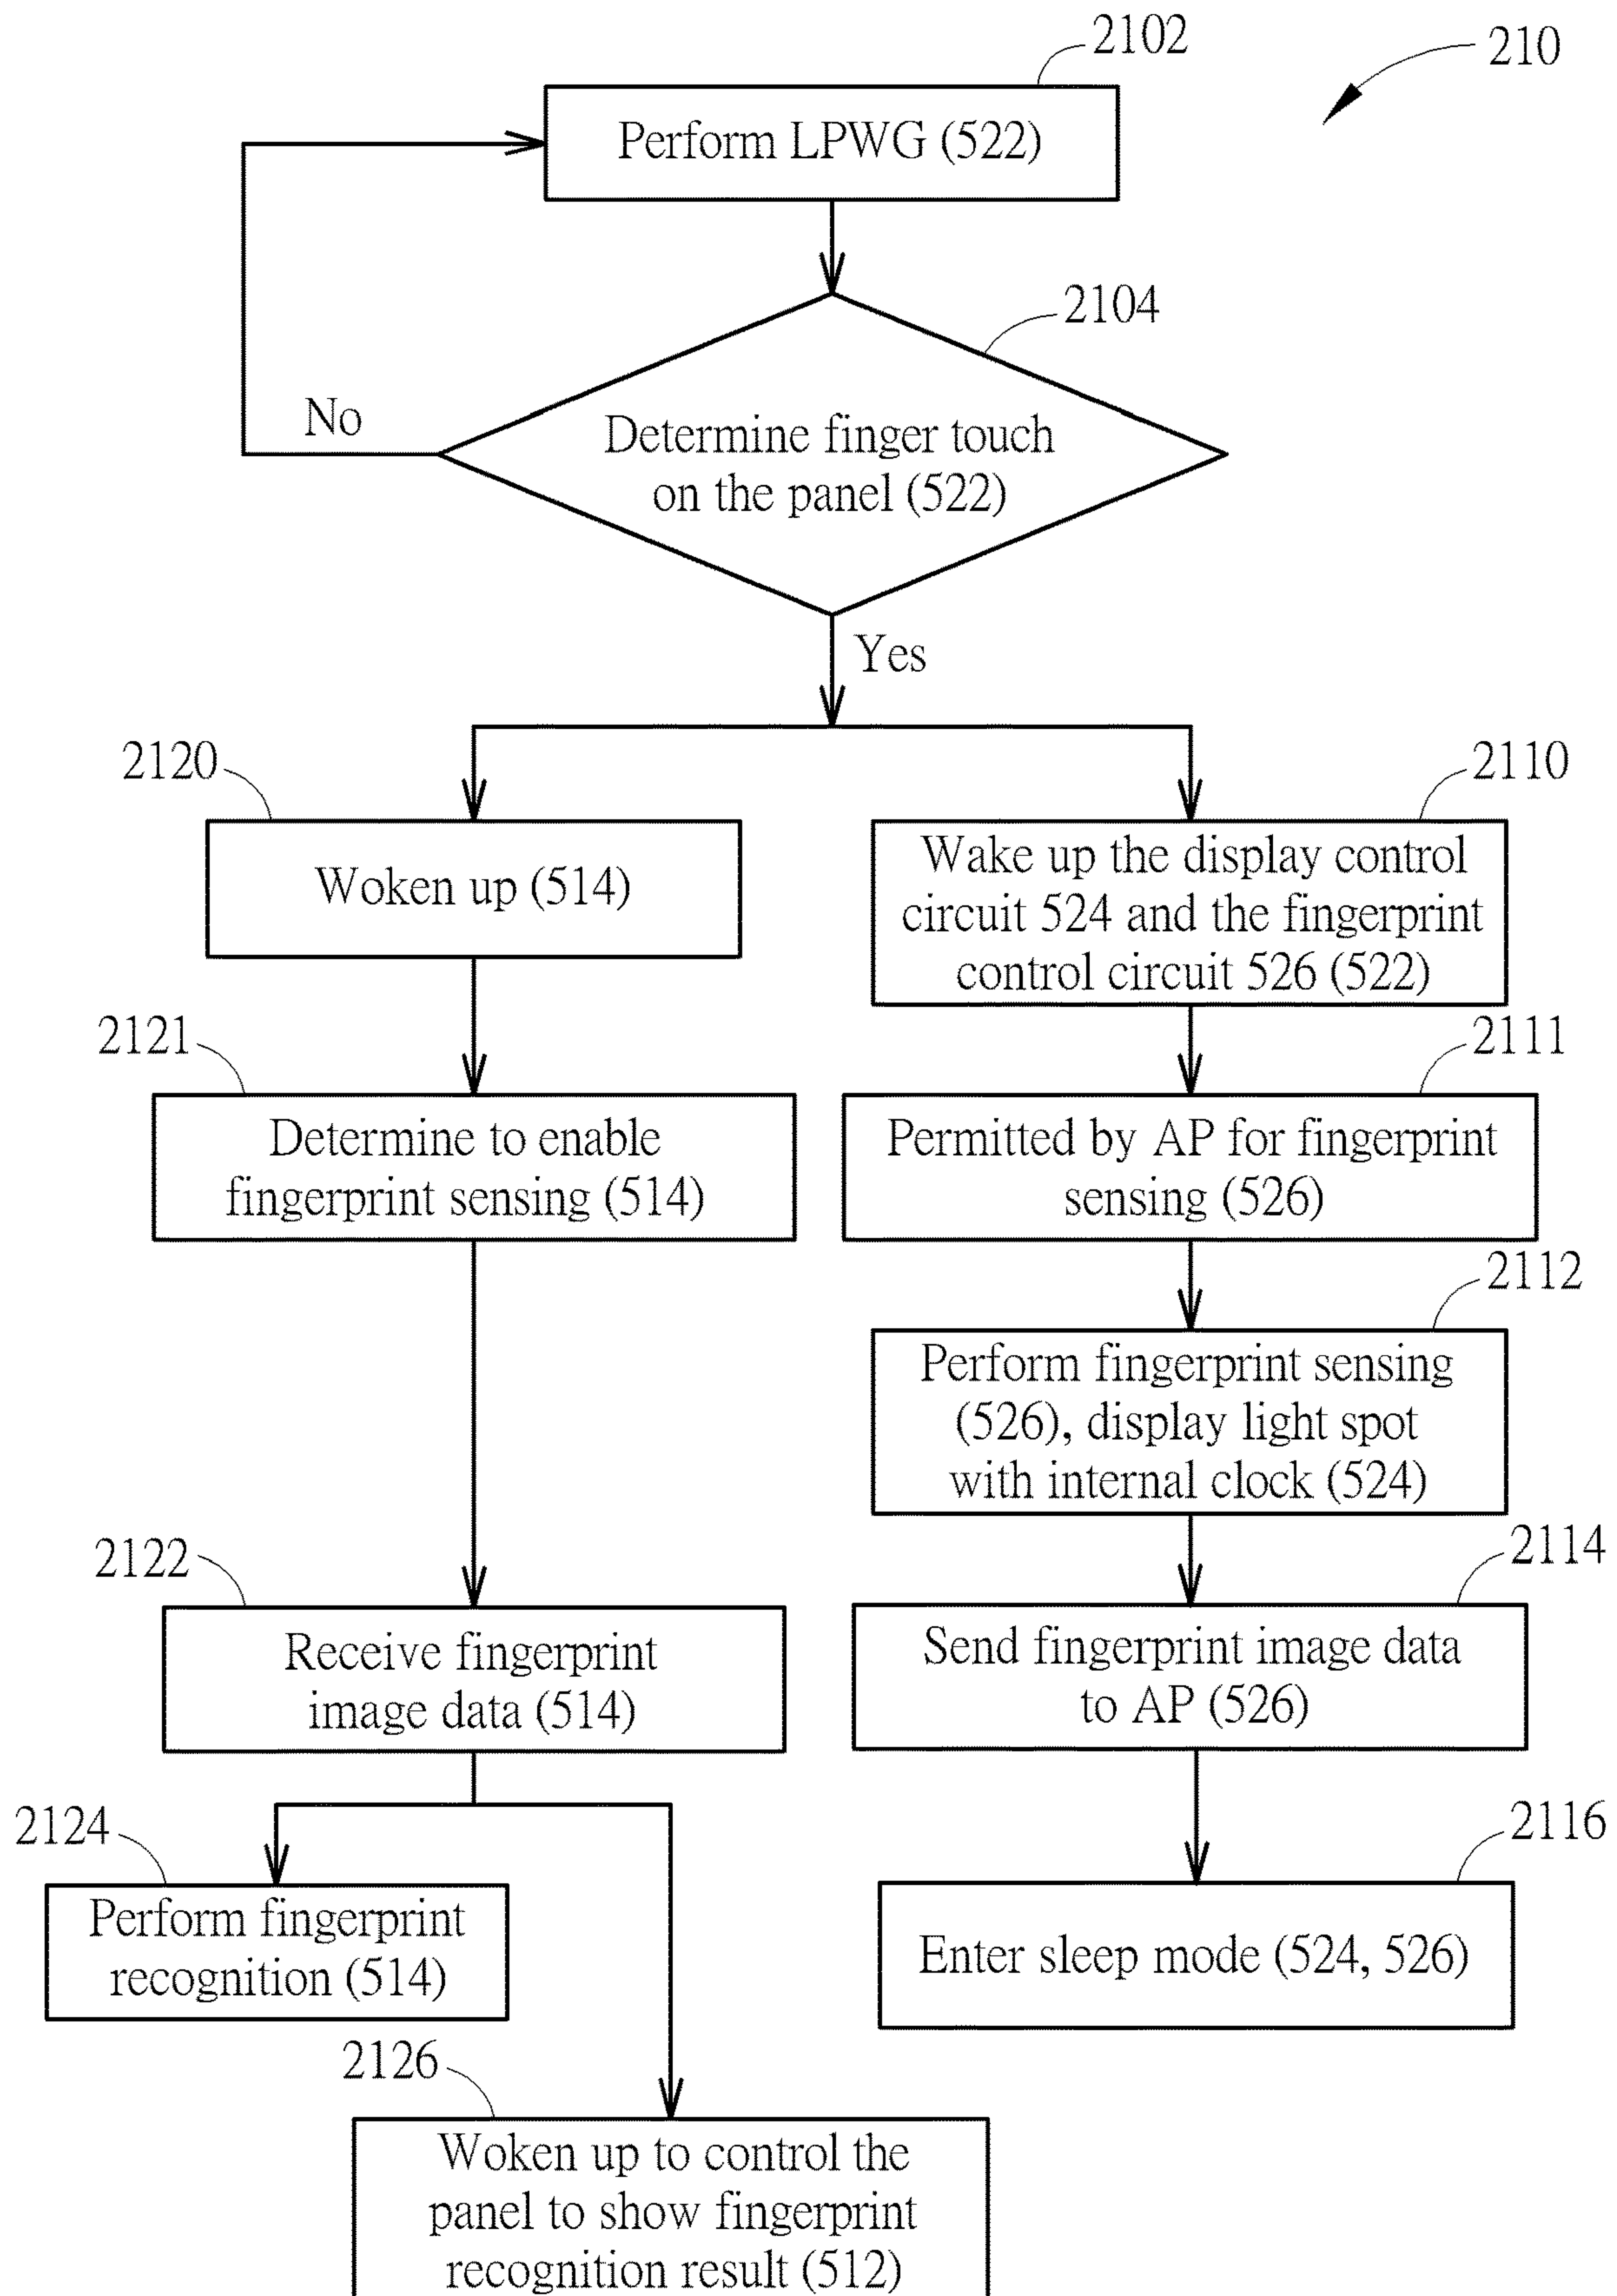 2102
210
Perform LPWG (522)
2104
No
Determine finger touch
on the panel (522)
Yes
2120
2110
Woken up (514)
Wake up the display control
circuit 524 and the fingerprint
control circuit 526 (522)
2121
2111
Determine to enable
fingerprint sensing (514)
Permitted by AP for fingerprint
sensing (526)
2112
Perform fingerprint sensing
(526), display light spot
with internal clock (524)
2122
2114
Receive fingerprint
image data (514)
Send fingerprint image data
to AP (526)
2124
2116
Perform fingerprint
recognition (514)
Enter sleep mode (524, 526)
2126
Woken up to control the
panel to show fingerprint
recognition result (512)